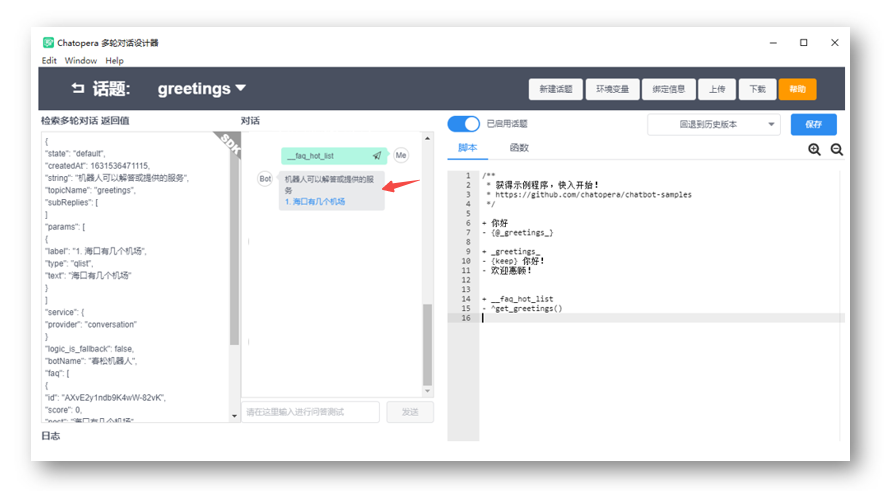 Chatopera 多轮对话设计器
Edit Window Help
话题: greetings
新建话题 环境变量 绑定信息 上传 下载 帮助
检索多轮对话 返回值
对话
已启用话题
回退到历史版本
保存
脚本 函数
SDK
{
"state": "default",
"createdAt": 1631536471115,
"string": "机器人可以解答或提供的服务",
"topicName": "greetings",
"subReplies": [
]
"params": [
{
"label": "1. 海口有几个机场",
"type": "qlist",
"text": "海口有几个机场"
}
]
"service": {
"provider": "conversation"
}
"logic_is_fallback": false,
"botName": "春松机器人",
"faq": [
{
"id": "AXvE2y1ndb9K4wW-82vK",
"score": 0,
"post": "海口有几个机场"
日志
__faq_hot_list
Me
Bot
机器人可以解答或提供的服
务
1. 海口有几个机场
请在这里输入进行问答测试
发送
1 /**
2 * 获得示例程序，快入开始！
3 * https://github.com/chatopera/chatbot-samples
4 */
5
6 + 你好
7 - {@_greetings_}
8
9 + _greetings_
10 - {keep} 你好！
11 - 欢迎惠顾！
12
13
14 + __faq_hot_list
15 - ^get_greetings()
16